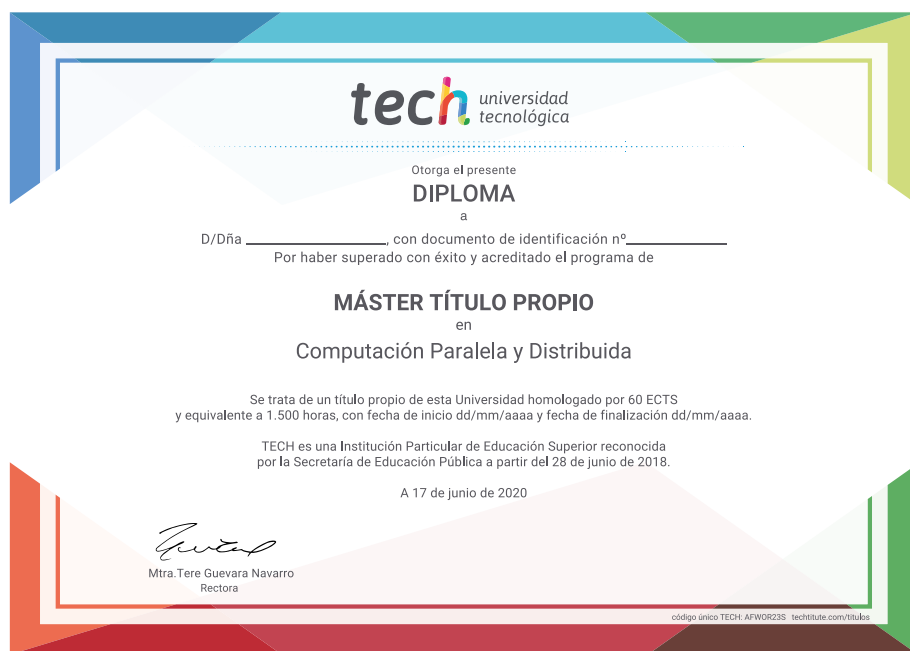 tech universidad
tecnológica
Otorga el presente
DIPLOMA
a
D/Dña ________________, con documento de identificación nº____________
Por haber superado con éxito y acreditado el programa de
MÁSTER TÍTULO PROPIO
en
Computación Paralela y Distribuida
Se trata de un título propio de esta Universidad homologado por 60 ECTS
y equivalente a 1.500 horas, con fecha de inicio dd/mm/aaaa y fecha de finalización dd/mm/aaaa.
TECH es una Institución Particular de Educación Superior reconocida
por la Secretaría de Educación Pública a partir del 28 de junio de 2018.
A 17 de junio de 2020
Mtra.Tere Guevara Navarro
Rectora
código único TECH: AFWOR23S techtitute.com/titulos